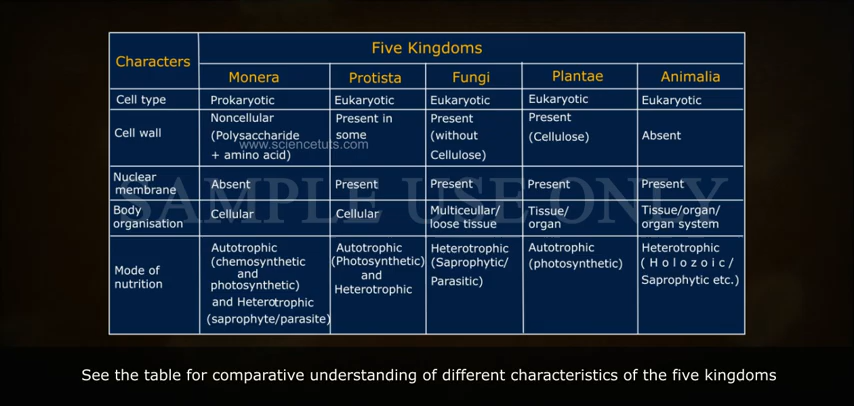 Characters
Five Kingdoms
Monera Protista Fungi Plantae Animalia
Cell type Prokaryotic Eukaryotic Eukaryotic Eukaryotic Eukaryotic
Cell wall
Noncellular
(Polysaccharide
+ amino acid)
Present in
some
Present
(without
Cellulose)
Present
(Cellulose)
Absent
www.sciencetuts.com
Nuclear
membrane
Absent Present Present Present Present
SAMPLE USE ONLY
Body
organisation
Cellular
Cellular
Multiceullar/
loose tissue
Tissue/
organ
Tissue/organ/
organ system
Mode of
nutrition
Autotrophic
(chemosynthetic
and
photosynthetic)
and Heterotrophic
(saprophyte/parasite)
Autotrophic
(Photosynthetic)
and
Heterotrophic
Heterotrophic
(Saprophytic/
Parasitic)
Autotrophic
(photosynthetic)
Heterotrophic
(Holozoic/
Saprophytic etc.)
See the table for comparative understanding of different characteristics of the five kingdoms